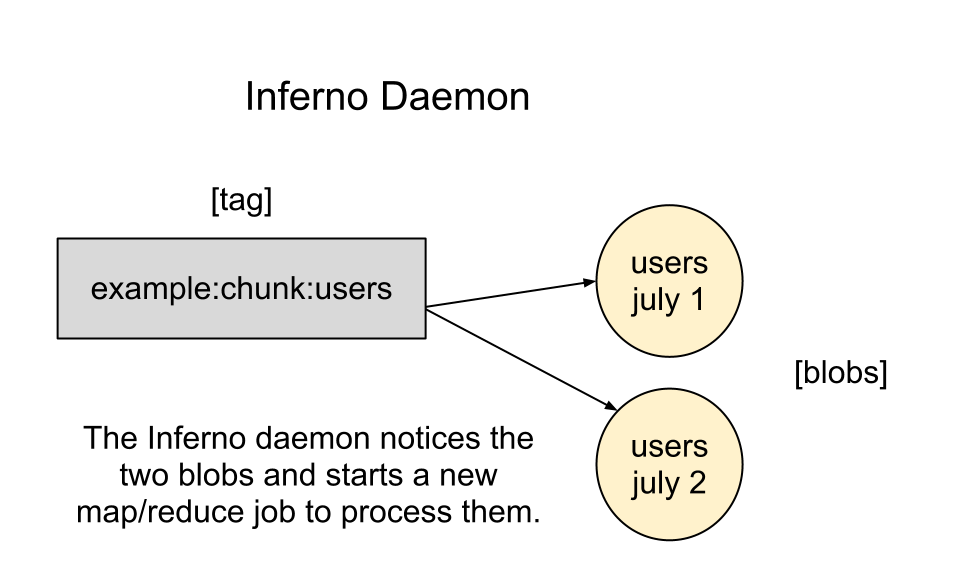 Inferno Daemon
[tag]
example:chunk:users
users
july 1
[blobs]
users
july 2
The Inferno daemon notices the
two blobs and starts a new
map/reduce job to process them.